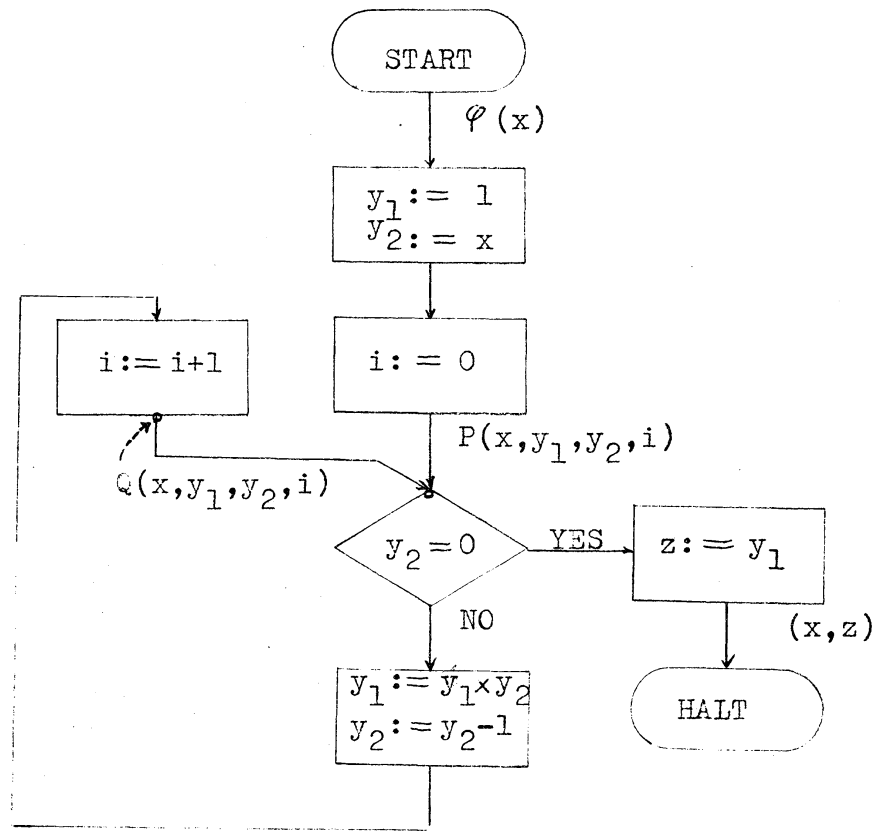 START
φ(x)
y₁:= 1
y₂:= x
i:= i+1
i:= 0
P(x,y₁,y₂,i)
Q(x,y₁,y₂,i)
y₂=0
YES
z:= y₁
NO
(x,z)
y₁:= y₁×y₂
y₂:= y₂-1
HALT